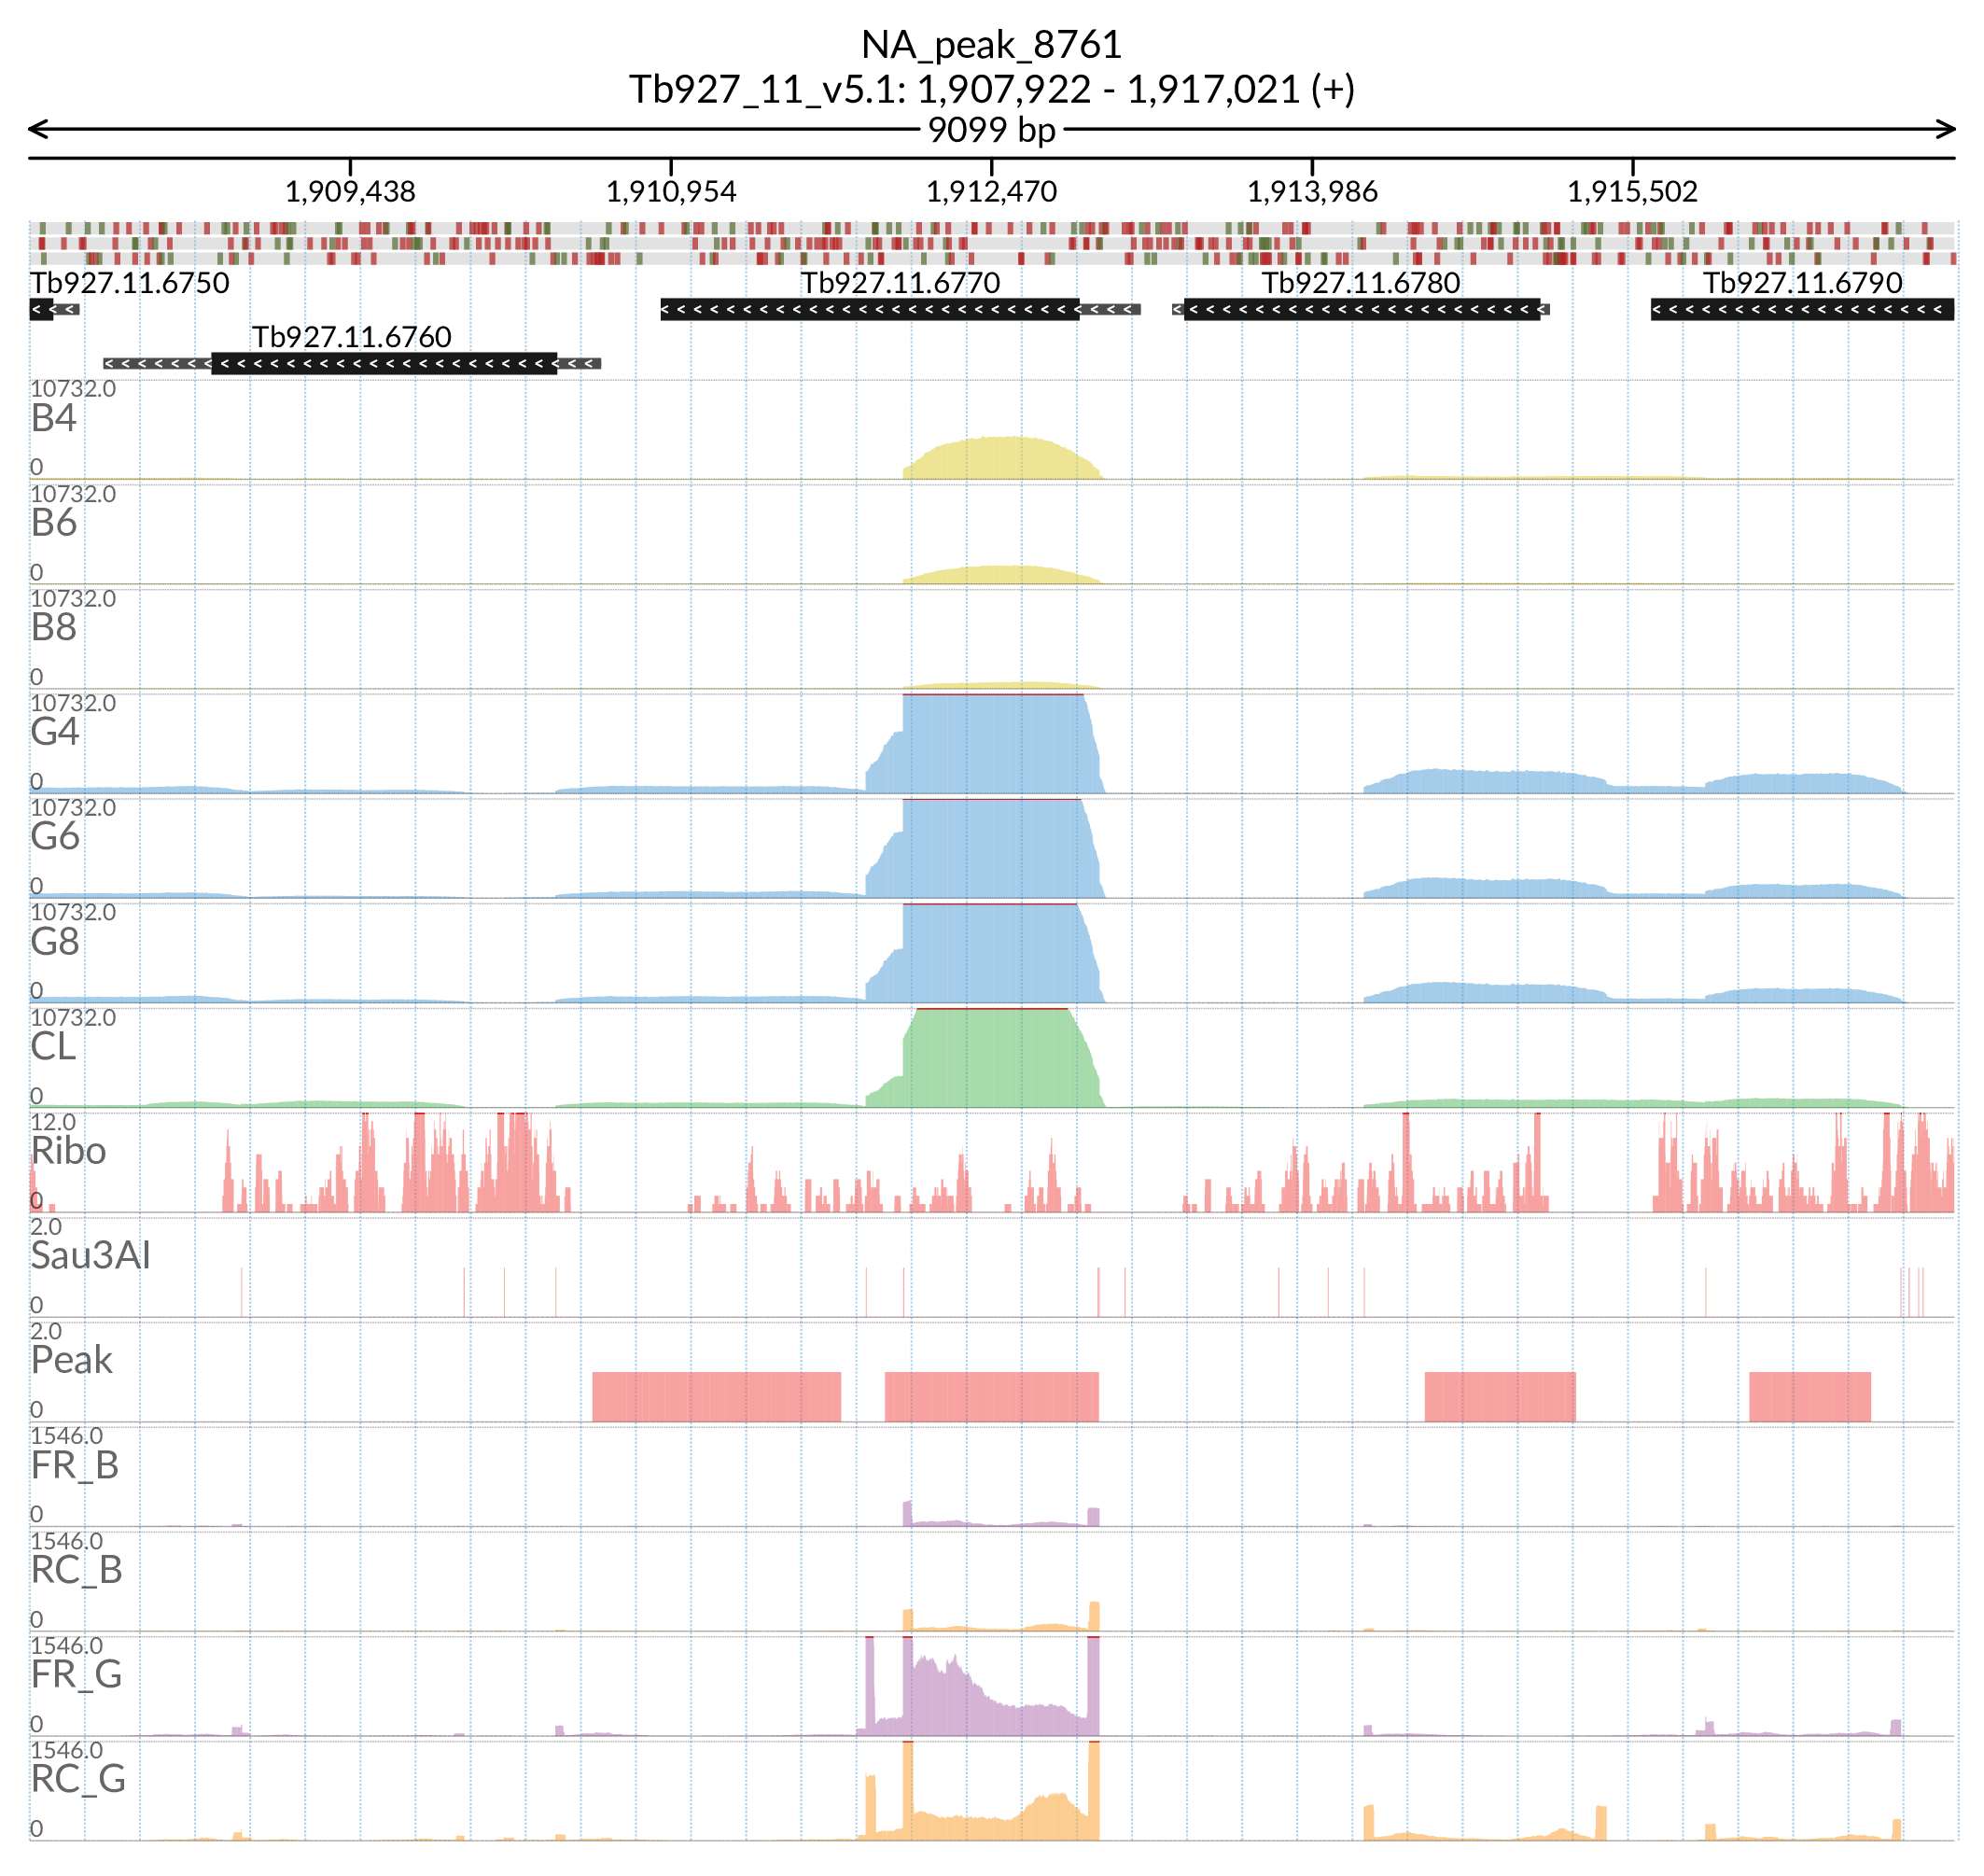 NA_peak_8761
Tb927_11_v5.1: 1,907,922 - 1,917,021 (+)
9099 bp
1,909,438 1,910,954 1,912,470 1,913,986 1,915,502
Tb927.11.6750 Tb927.11.6770 Tb927.11.6780 Tb927.11.6790
Tb927.11.6760
10732.0
B4
0
10732.0
B6
0
10732.0
B8
0
10732.0
G4
0
10732.0
G6
0
10732.0
G8
0
10732.0
CL
0
12.0
Ribo
0
2.0
Sau3AI
0
2.0
Peak
0
1546.0
FR_B
0
1546.0
RC_B
0
1546.0
FR_G
0
1546.0
RC_G
0